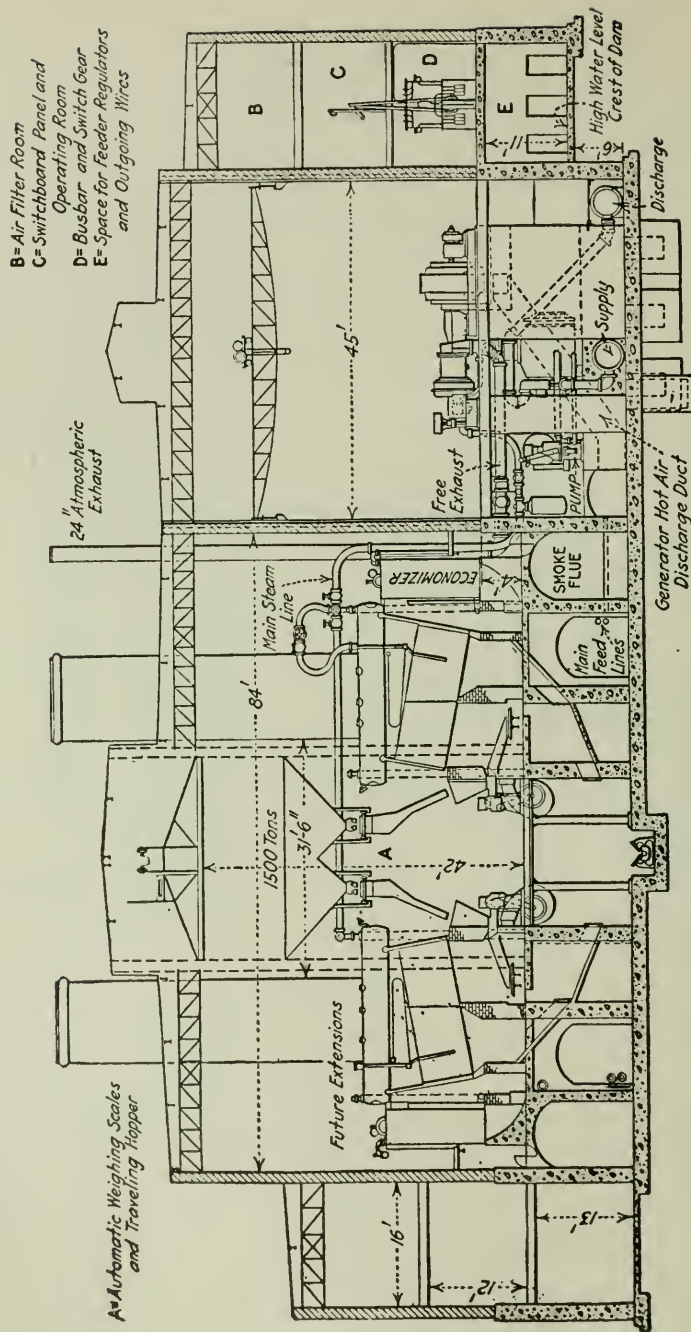 A=Automatic Weighing Scales
and Traveling Hopper
24" Atmospheric
Exhaust
B=Air Filter Room
C=Switchboard Panel and
Operating Room
D=Busbar and Switch Gear
E=Space for Feeder Regulators
and Outgoing Wires
B
C
D
E
11'
6'
High Water Level
Crest of Dam
Discharge
Supply
45'
Free
Exhaust
PUMP
Generator Hot Air
Discharge Duct
84'
Main Steam
Line
ECONOMIZER
4'
SMOKE
FLUE
Main
Feed
Lines
1500 Tons
31'-6"
A
42'
Future Extensions
16'
12'
13'